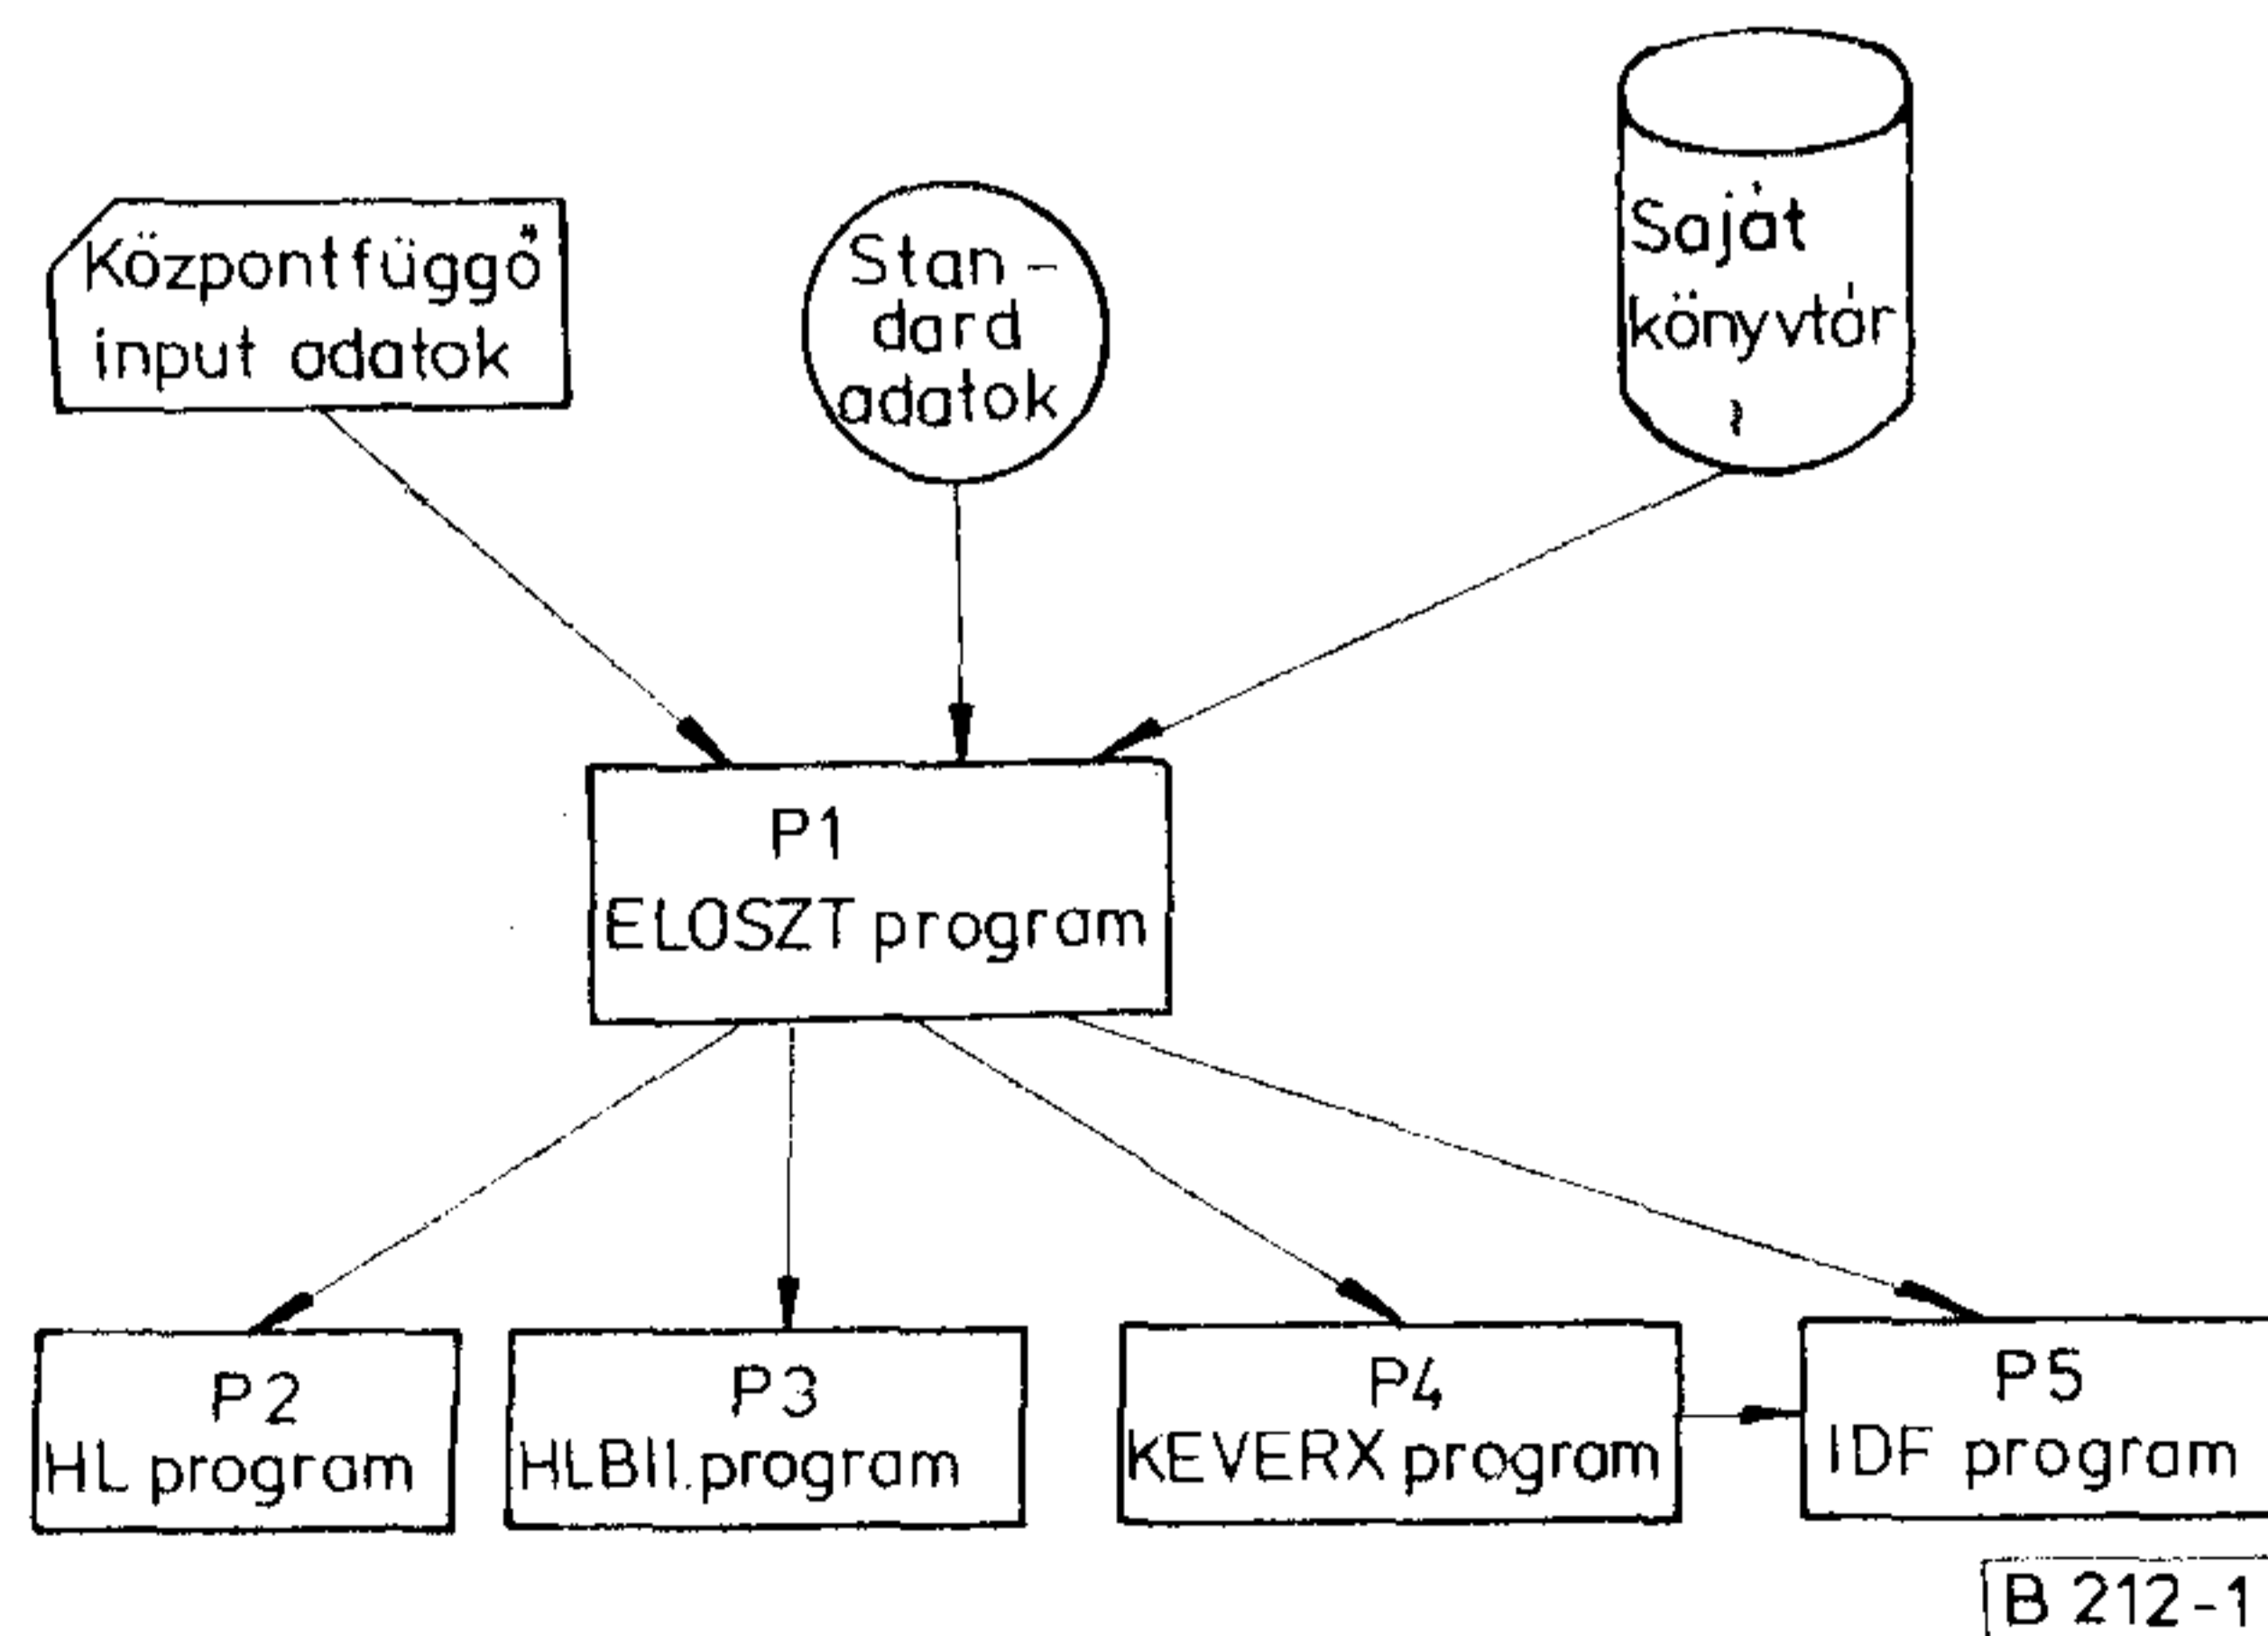 Központfüggő
input adatok
Stan-
dard
adatok
Saját
könyvtár
P1
ELOSZT program
P2
HL program
P3
HLBII. program
P4
KEVERX program
P5
IDF program
B 212-1